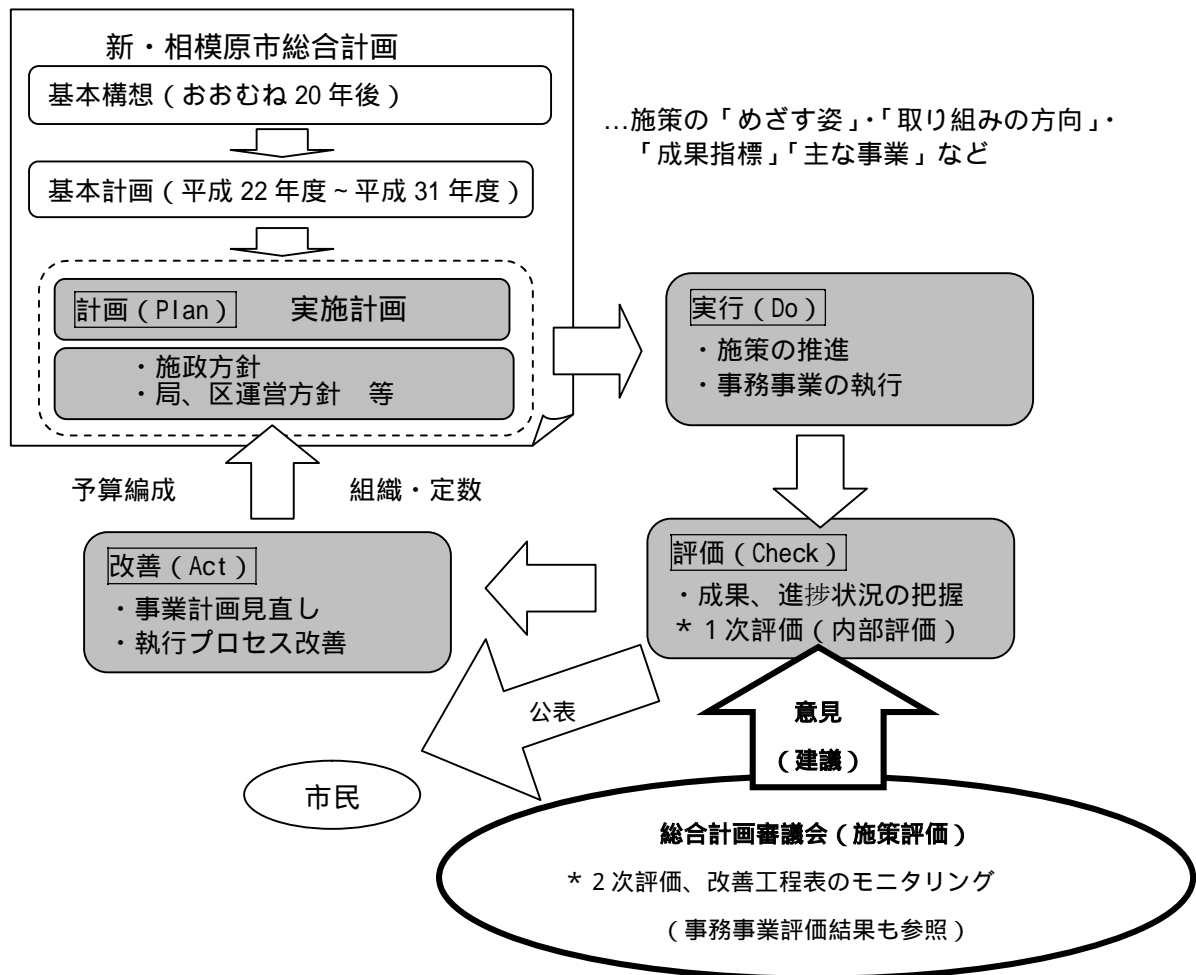 新・相模原市総合計画
基本構想（おおむね 20 年後）
基本計画（平成 22 年度 ~ 平成 31 年度）
…施策の「めざす姿」・「取り組みの方向」・
「成果指標」「主な事業」など
計画（Plan） 実施計画
・施政方針
・局、区運営方針　等
実行（Do）
・施策の推進
・事務事業の執行
予算編成
組織・定数
改善（Act）
・事業計画見直し
・執行プロセス改善
評価（Check）
・成果、進捗状況の把握
＊１次評価（内部評価）
公表
市民
意見
（建議）
総合計画審議会（施策評価）
＊２次評価、改善工程表のモニタリング
（事務事業評価結果も参照）